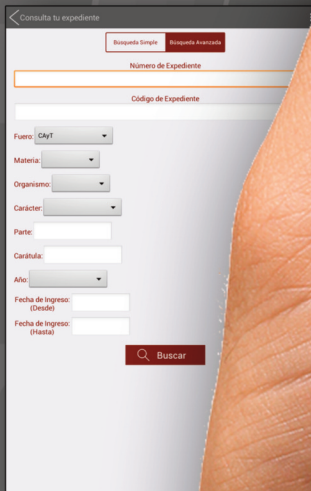 Consulta tu expediente
Búsqueda Simple Búsqueda Avanzada
Número de Expediente
Código de Expediente
Fuero: CAyT
Materia:
Organismo:
Carácter:
Parte:
Carátula:
Año:
Fecha de Ingreso:
(Desde)
Fecha de Ingreso:
(Hasta)
Buscar